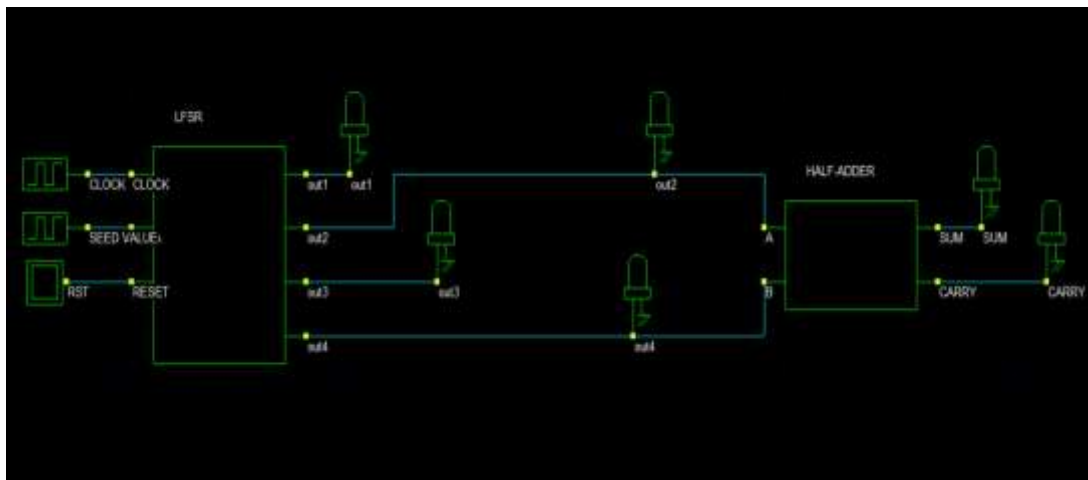 LFSR
HALF-ADDER
CLOCK CLOCK
out1 out1
out2
SEED VALUE
out2
A
SUM SUM
RST RESET
out3 out3
B
CARRY CARRY
out4 out4